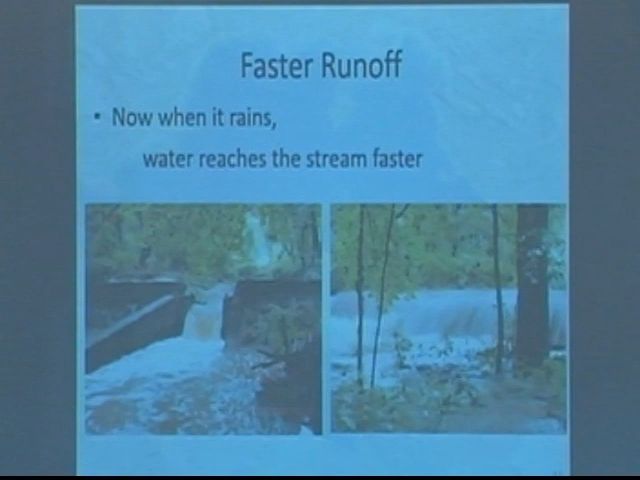 Faster Runoff
• Now when it rains,
water reaches the stream faster